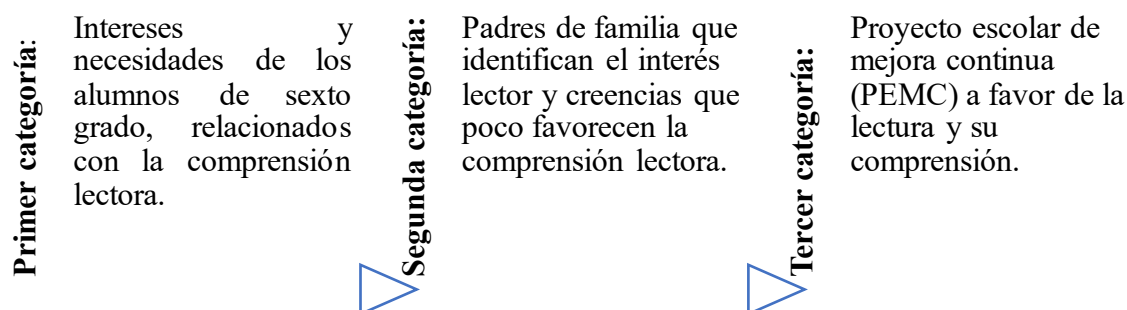 Primer categoría:
Intereses y
necesidades de los
alumnos de sexto
grado, relacionados
con la comprensión
lectora.
Segunda categoría:
Padres de familia que
identifican el interés
lector y creencias que
poco favorecen la
comprensión lectora.
Tercer categoría:
Proyecto escolar de
mejora continua
(PEMC) a favor de la
lectura y su
comprensión.